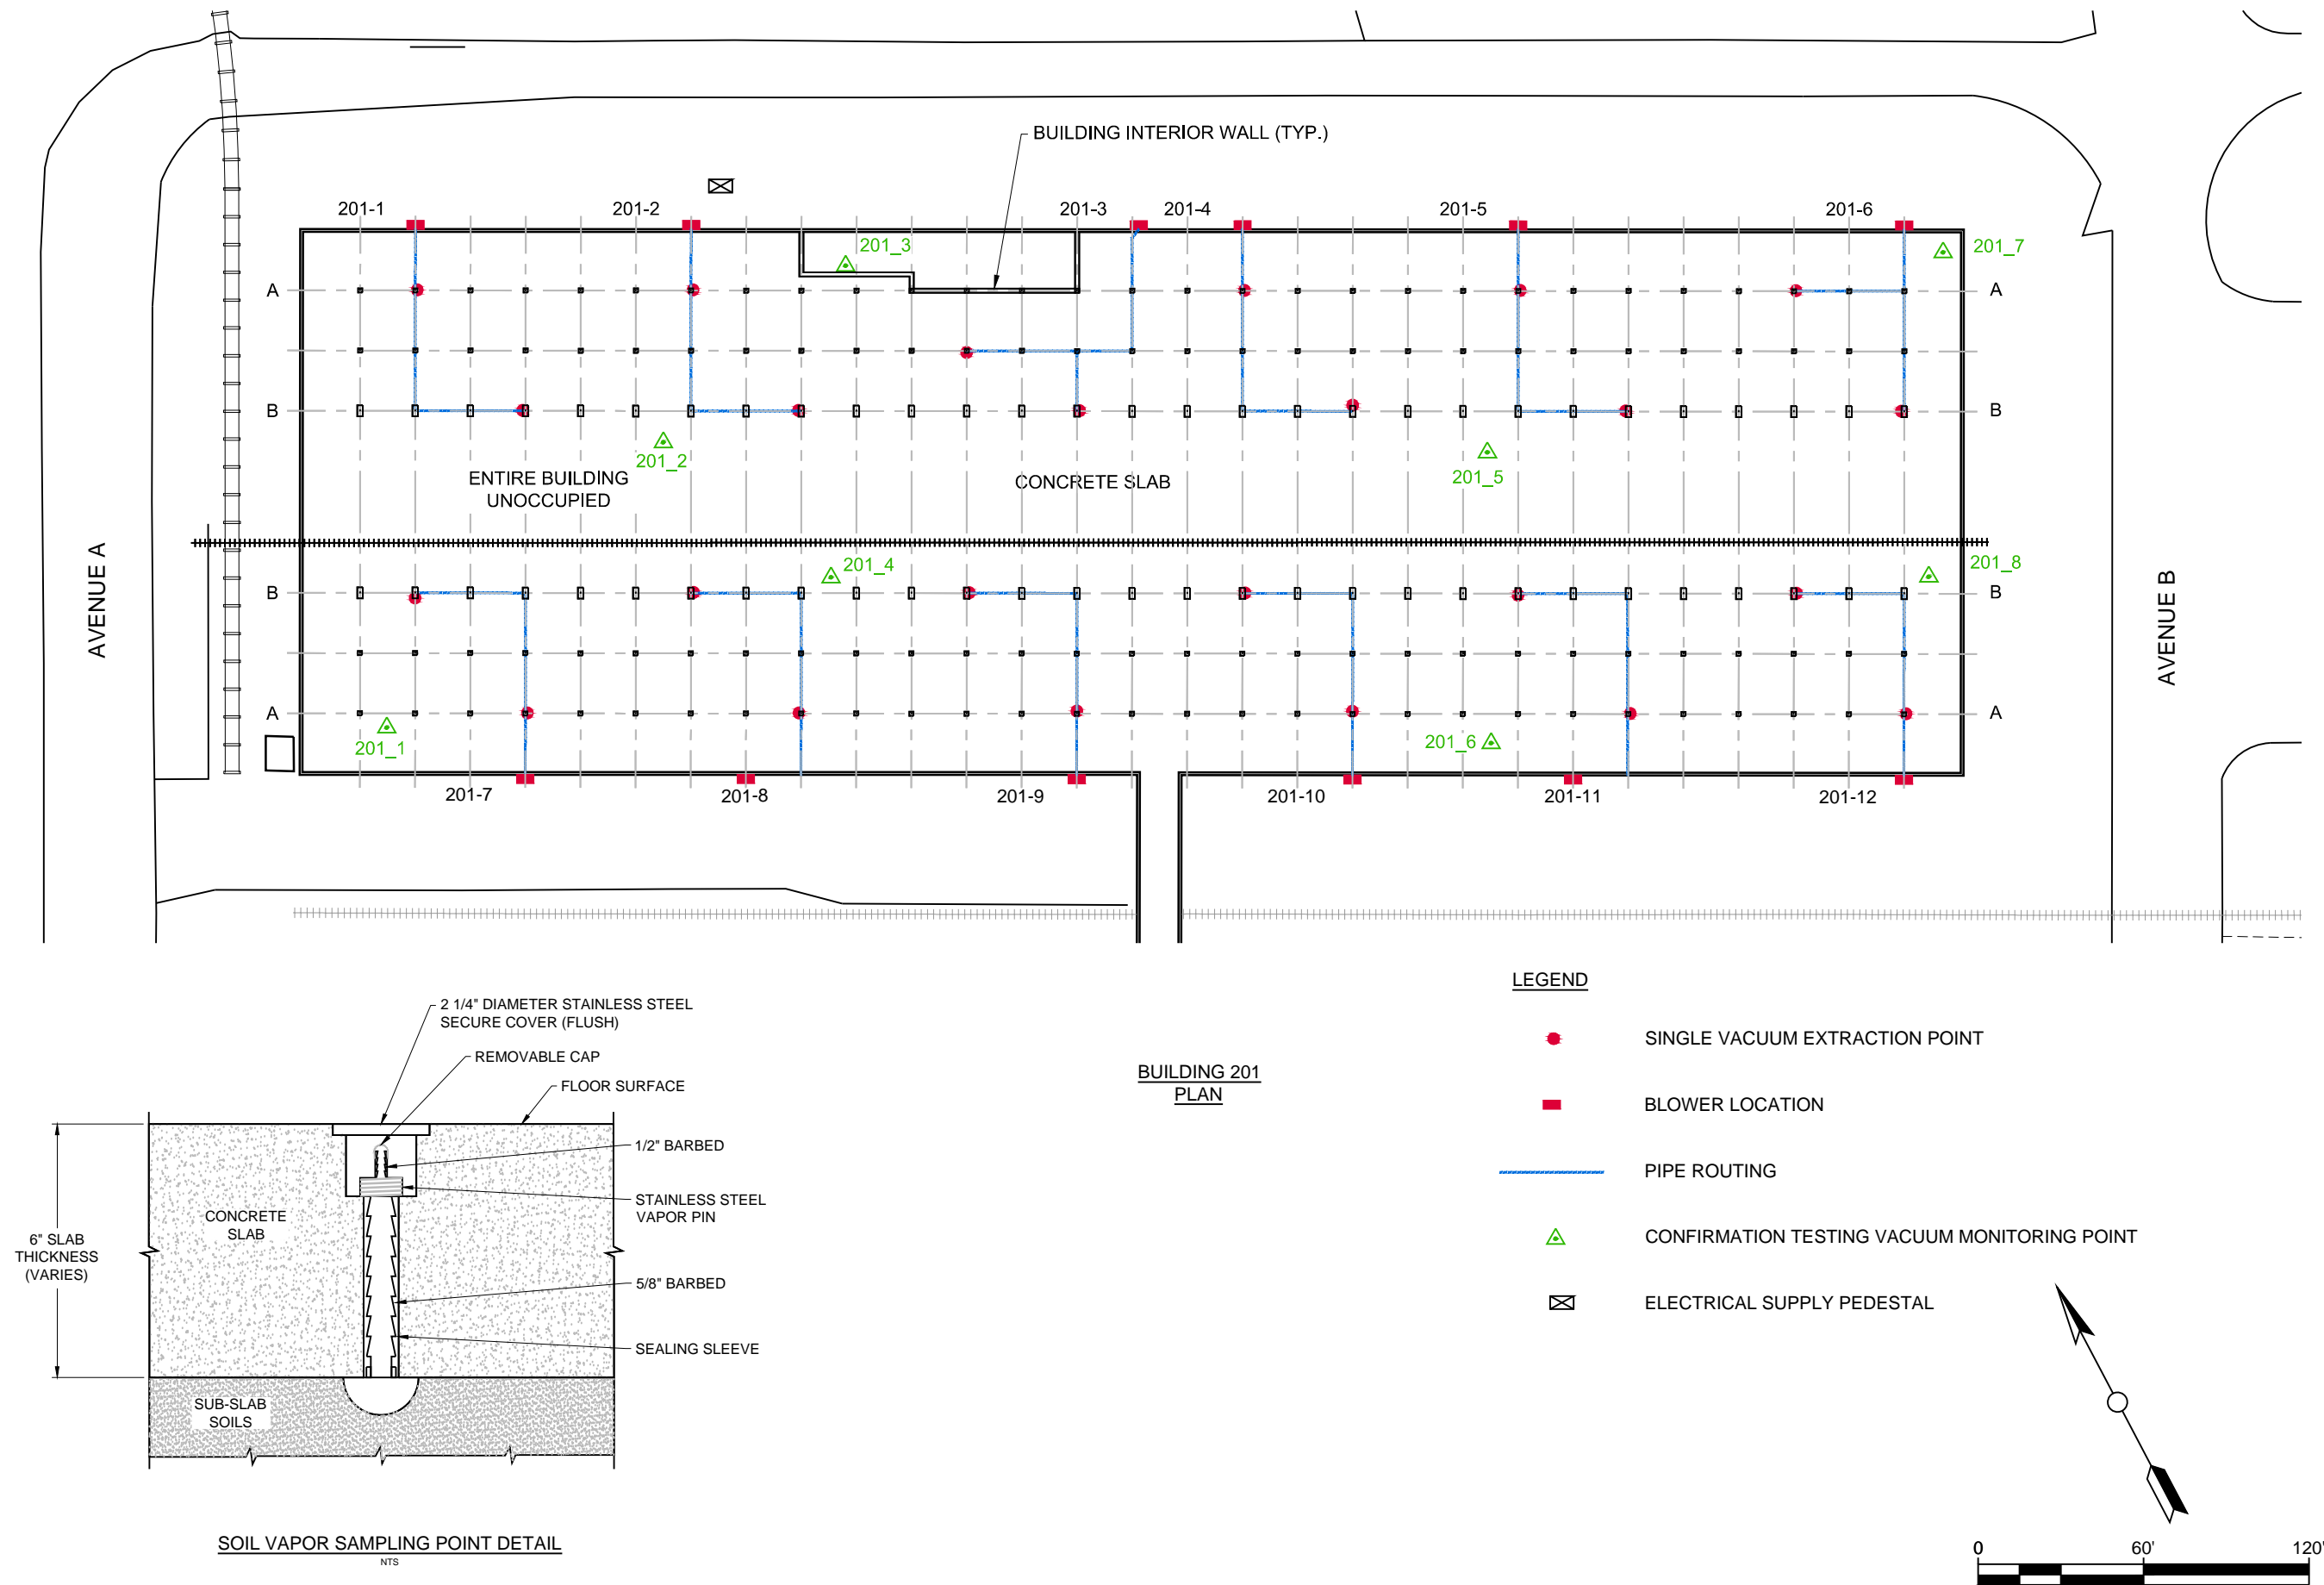 BUILDING INTERIOR WALL (TYP.)
201-1
201-2
201-3
201-4
201-5
201-6
201_3
201_7
A
A
B
B
201_2
201_5
ENTIRE BUILDING
UNOCCUPIED
CONCRETE SLAB
AVENUE A
AVENUE B
201_4
201_8
B
B
A
A
201_1
201_6
201-7
201-8
201-9
201-10
201-11
201-12
2 1/4" DIAMETER STAINLESS STEEL
SECURE COVER (FLUSH)
REMOVABLE CAP
FLOOR SURFACE
1/2" BARBED
STAINLESS STEEL
VAPOR PIN
CONCRETE
SLAB
6" SLAB
THICKNESS
(VARIES)
5/8" BARBED
SEALING SLEEVE
SUB-SLAB
SOILS
SOIL VAPOR SAMPLING POINT DETAIL
NTS
BUILDING 201
PLAN
LEGEND
SINGLE VACUUM EXTRACTION POINT
BLOWER LOCATION
PIPE ROUTING
CONFIRMATION TESTING VACUUM MONITORING POINT
ELECTRICAL SUPPLY PEDESTAL
0 60' 120'